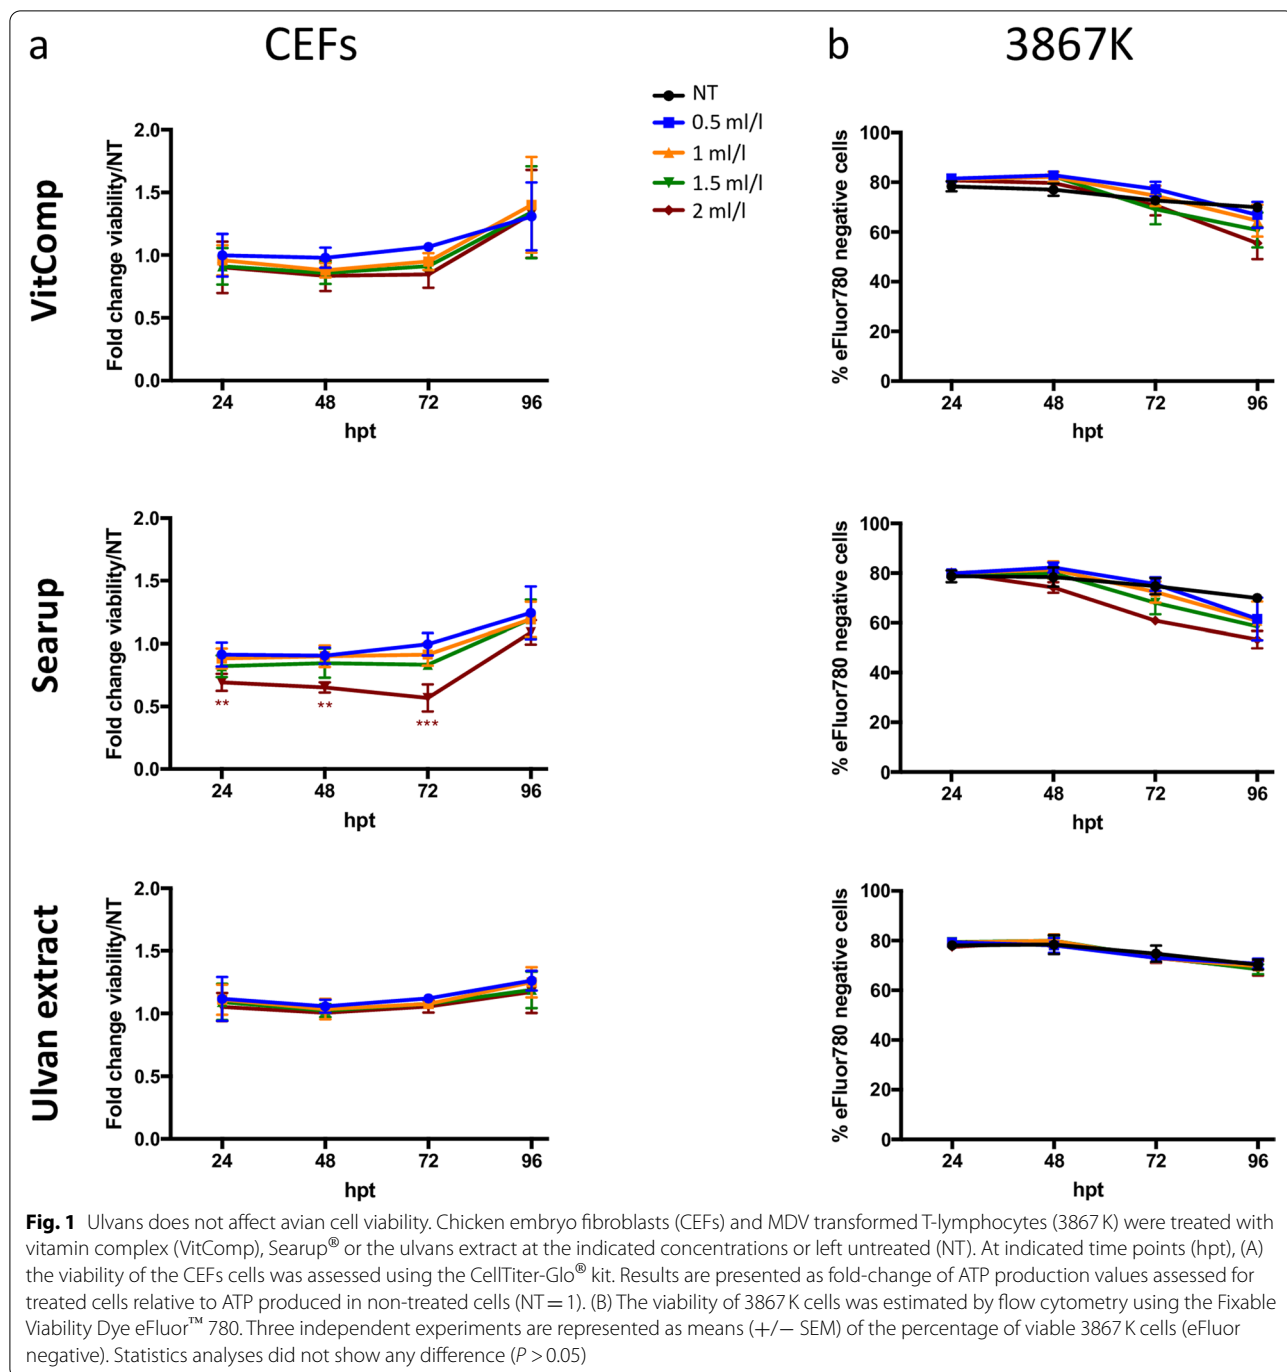 a
CEFs
b
3867K
NT
0.5 ml/l
1 ml/l
1.5 ml/l
2 ml/l
VitComp
Fold change viability/NT
2.0
1.5
1.0
0.5
0.0
24
48
72
96
hpt
% eFluor780 negative cells
100
80
60
40
20
0
24
48
72
96
hpt
Searup
Fold change viability/NT
2.0
1.5
1.0
0.5
0.0
**
**
***
24
48
72
96
hpt
% eFluor780 negative cells
100
80
60
40
20
0
24
48
72
96
hpt
Ulvan extract
Fold change viability/NT
2.0
1.5
1.0
0.5
0.0
24
48
72
96
hpt
% eFluor780 negative cells
100
80
60
40
20
0
24
48
72
96
hpt
Fig. 1 Ulvans does not affect avian cell viability. Chicken embryo fibroblasts (CEFs) and MDV transformed T-lymphocytes (3867 K) were treated with
vitamin complex (VitComp), Searup® or the ulvans extract at the indicated concentrations or left untreated (NT). At indicated time points (hpt), (A)
the viability of the CEFs cells was assessed using the CellTiter-Glo® kit. Results are presented as fold-change of ATP production values assessed for
treated cells relative to ATP produced in non-treated cells (NT = 1). (B) The viability of 3867 K cells was estimated by flow cytometry using the Fixable
Viability Dye eFluor™ 780. Three independent experiments are represented as means (+/− SEM) of the percentage of viable 3867 K cells (eFluor
negative). Statistics analyses did not show any difference (P > 0.05)